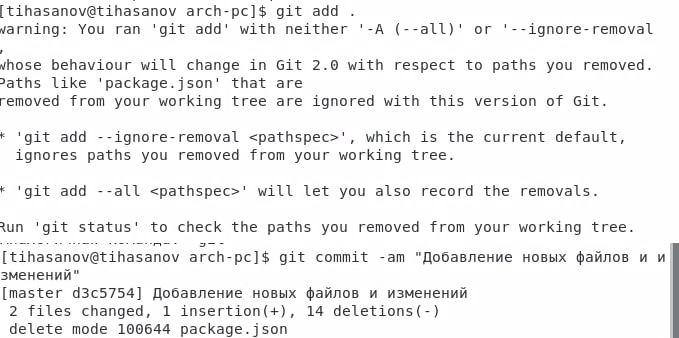 [tihasanov@tihasanov arch-pc]$ git add .
warning: You ran 'git add' with neither '-A (--all)' or '--ignore-removal
',
whose behaviour will change in Git 2.0 with respect to paths you removed.
Paths like 'package.json' that are
removed from your working tree are ignored with this version of Git.
* 'git add --ignore-removal <pathspec>', which is the current default,
ignores paths you removed from your working tree.
* 'git add --all <pathspec>' will let you also record the removals.
Run 'git status' to check the paths you removed from your working tree.
[tihasanov@tihasanov arch-pc]$ git commit -am "Добавление новых файлов и и
зменений"
[master d3c5754] Добавление новых файлов и изменений
2 files changed, 1 insertion(+), 14 deletions(-)
delete mode 100644 package.json